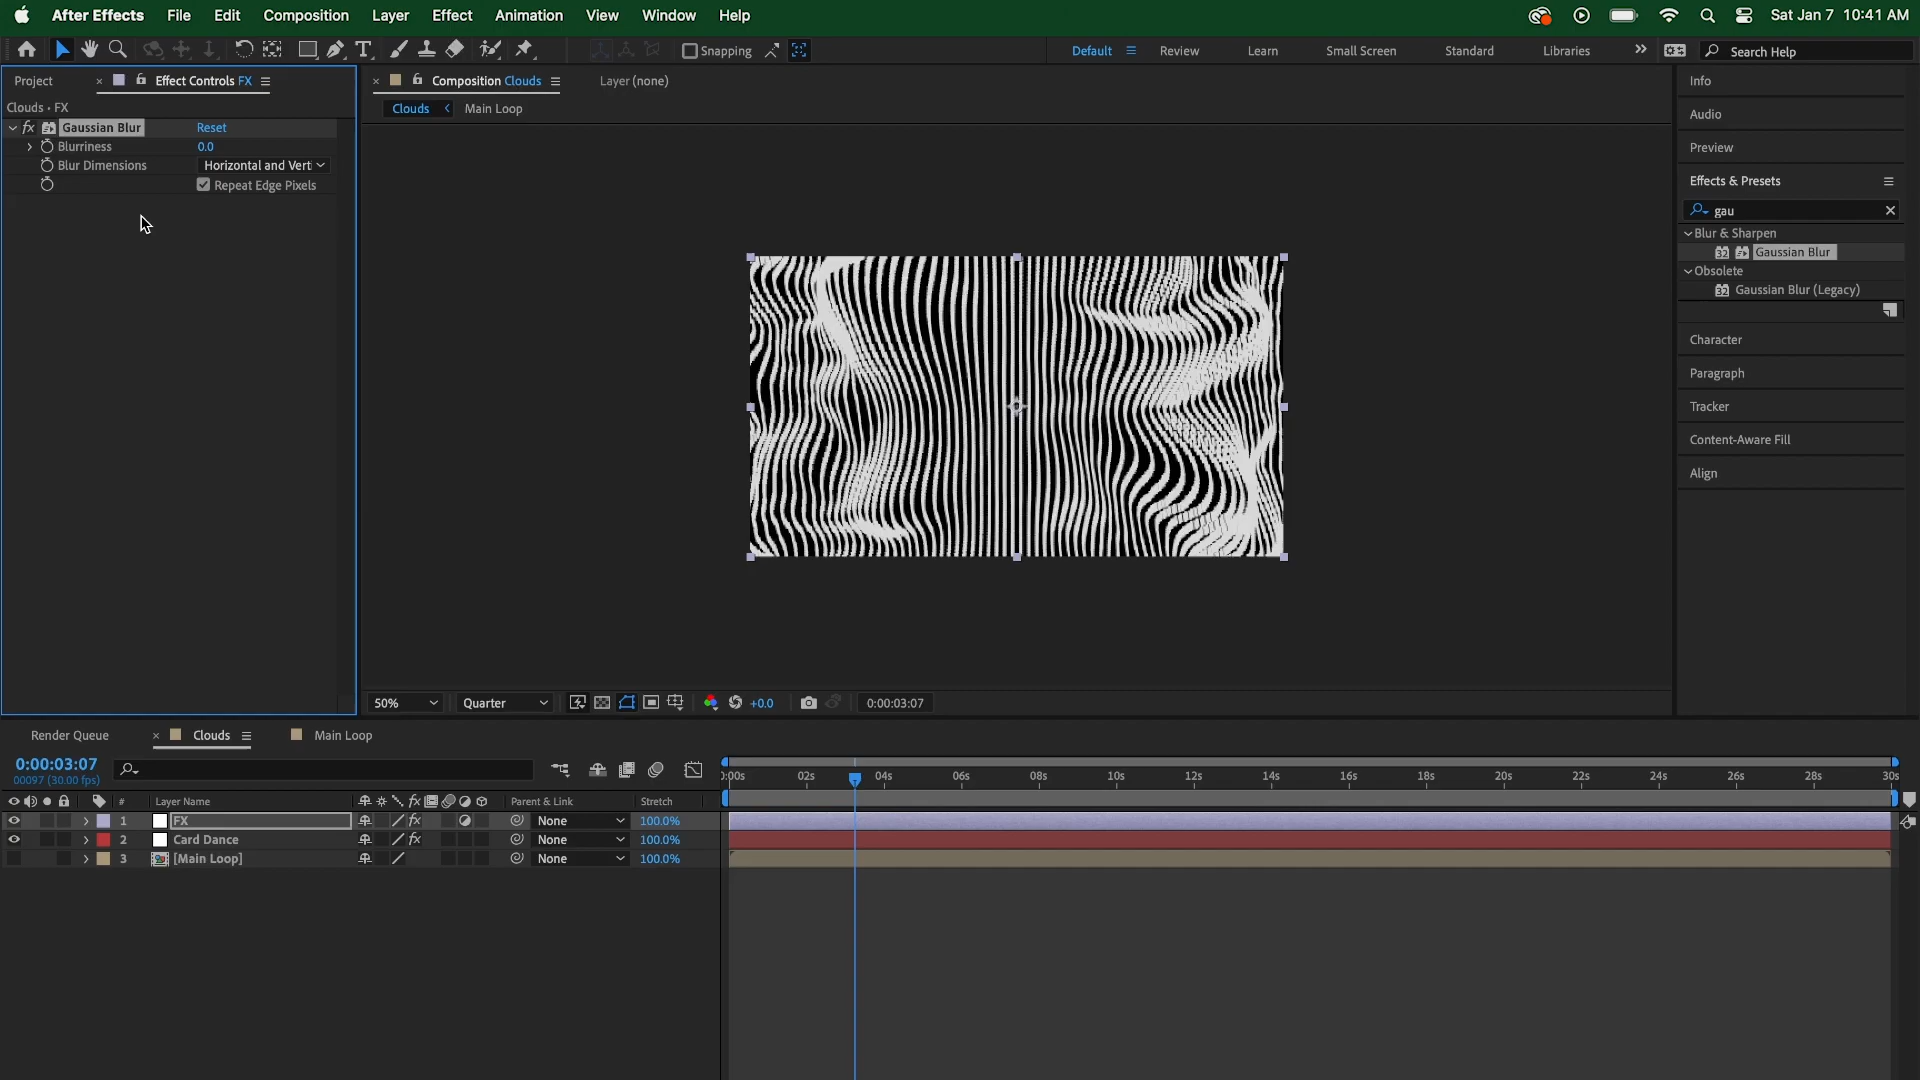 After Effects File Edit Composition Layer Effect Animation View Window Help Sat Jan 7 10:41 AM
Snapping Default Review Learn Small Screen Standard Libraries Search Help
Project Effect Controls FX Composition Clouds Layer (none)
Clouds • FX
Clouds Main Loop
fx Gaussian Blur Reset
Blurriness 0.0
Blur Dimensions Horizontal and Verti
Repeat Edge Pixels
Info
Audio
Preview
Effects & Presets
gau
Blur & Sharpen
32 Gaussian Blur
Obsolete
32 Gaussian Blur (Legacy)
Character
Paragraph
Tracker
Content-Aware Fill
Align
50% Quarter +0.0 0:00:03:07
Render Queue Clouds Main Loop
0:00:03:07
00097 (30.00 fps)
:00s 02s 04s 06s 08s 10s 12s 14s 16s 18s 20s 22s 24s 26s 28s 30s
# Layer Name fx Parent & Link Stretch
1 FX fx None 100.0%
2 Card Dance fx None 100.0%
3 [Main Loop] None 100.0%